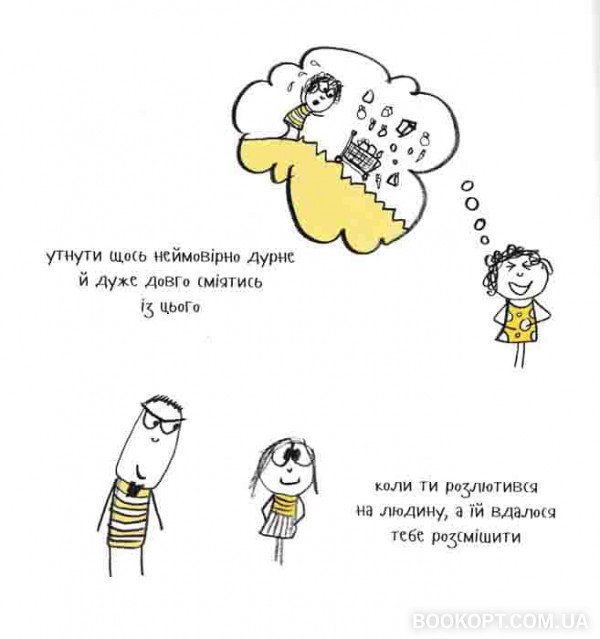 утнути щось неймовірно дурне
й дуже довго сміятись
із цього
коли ти розлютився
на людину, а їй вдалося
тебе розсмішити
BOOKOPT.COM.UA